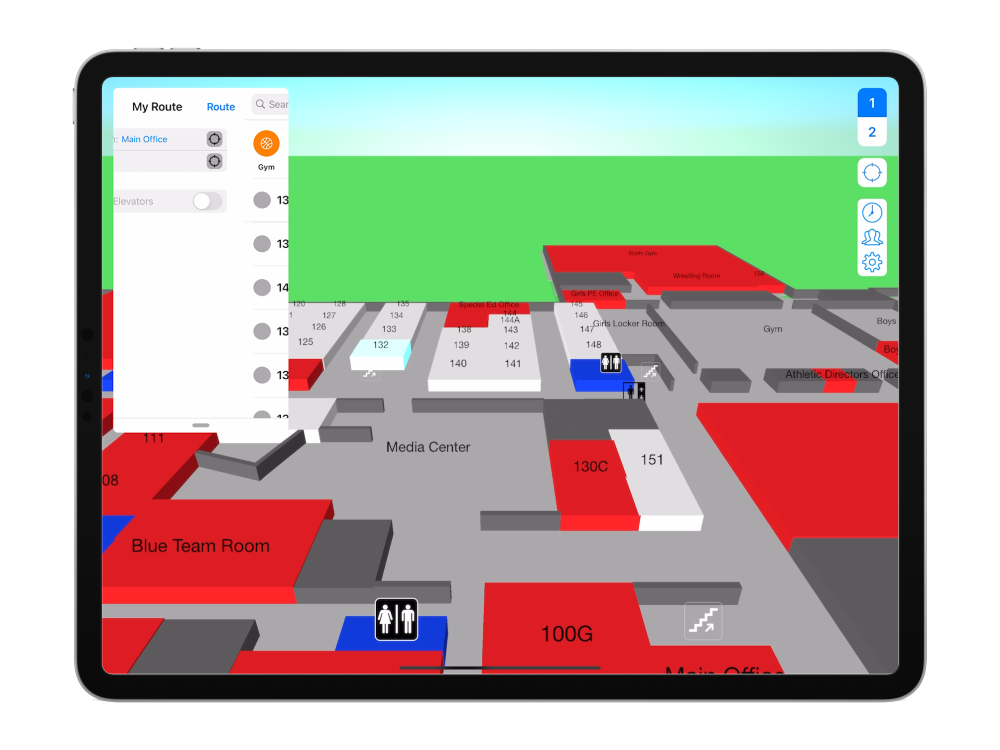 My Route
Route
Sear
: Main Office
Elevators
Gym
13
13
14
13
13
1
2
North Gym
Wrestling Room
158
Girls PE Office
120
128
135
Special Ed Office
144
145
1
127
134
144A
146
126
133
138
143
147
Girls Locker Room
Gym
Boys
125
132
139
142
148
Boy
140
141
Athletic Directors Office
111
Media Center
08
130C
151
Blue Team Room
100G
Main Office